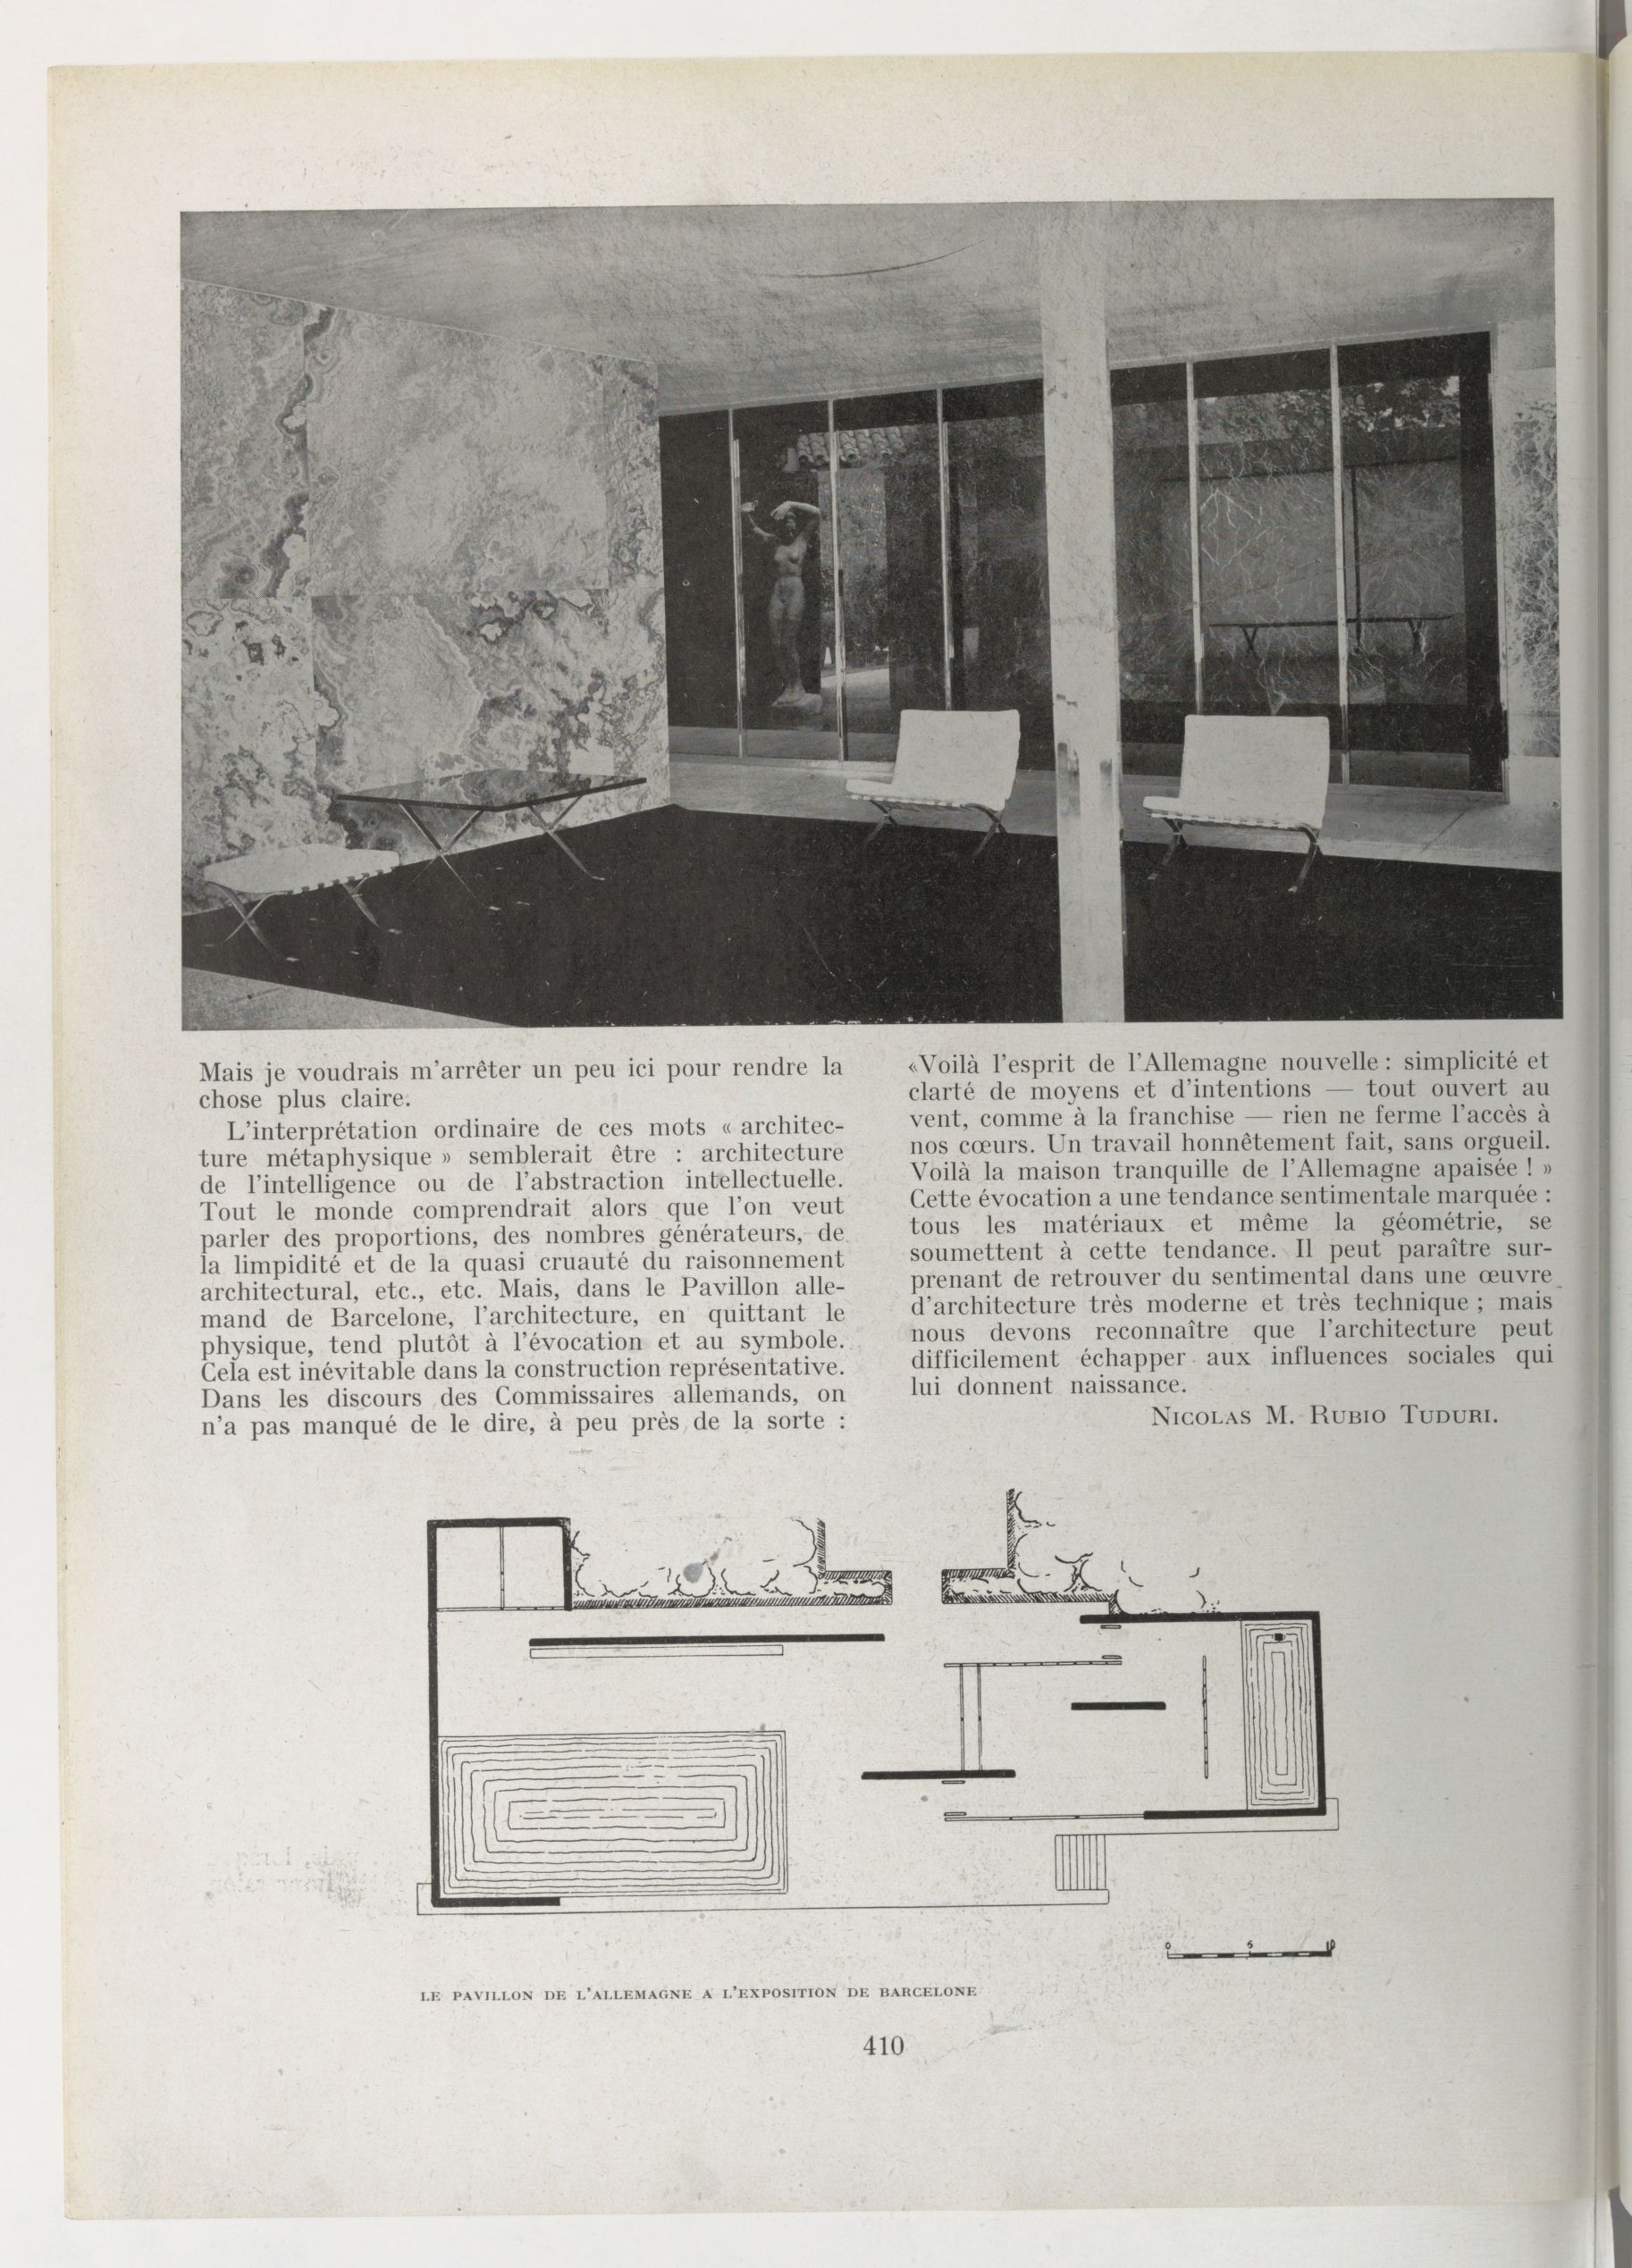 Mais je voudrais m'arrêter un peu ici pour rendre la
chose plus claire.
L'interprétation ordinaire de ces mots « architec-
ture métaphysique » semblerait être : architecture
de l'intelligence ou de l'abstraction intellectuelle.
Tout le monde comprendrait alors que l'on veut
parler des proportions, des nombres générateurs, de
la limpidité et de la quasi cruauté du raisonnement
architectural, etc., etc. Mais, dans le Pavillon alle-
mand de Barcelone, l'architecture, en quittant le
physique, tend plutôt à l'évocation et au symbole.
Cela est inévitable dans la construction représentative.
Dans les discours des Commissaires allemands, on
n'a pas manqué de le dire, à peu près de la sorte :
«Voilà l'esprit de l'Allemagne nouvelle : simplicité et
clarté de moyens et d'intentions — tout ouvert au
vent, comme à la franchise — rien ne ferme l'accès à
nos cœurs. Un travail honnêtement fait, sans orgueil.
Voilà la maison tranquille de l'Allemagne apaisée ! »
Cette évocation a une tendance sentimentale marquée :
tous les matériaux et même la géométrie, se
soumettent à cette tendance. Il peut paraître sur-
prenant de retrouver du sentimental dans une œuvre
d'architecture très moderne et très technique ; mais
nous devons reconnaître que l'architecture peut
difficilement échapper aux influences sociales qui
lui donnent naissance.
NICOLAS M. RUBIO TUDURI.
0 5 10
LE PAVILLON DE L'ALLEMAGNE A L'EXPOSITION DE BARCELONE
410